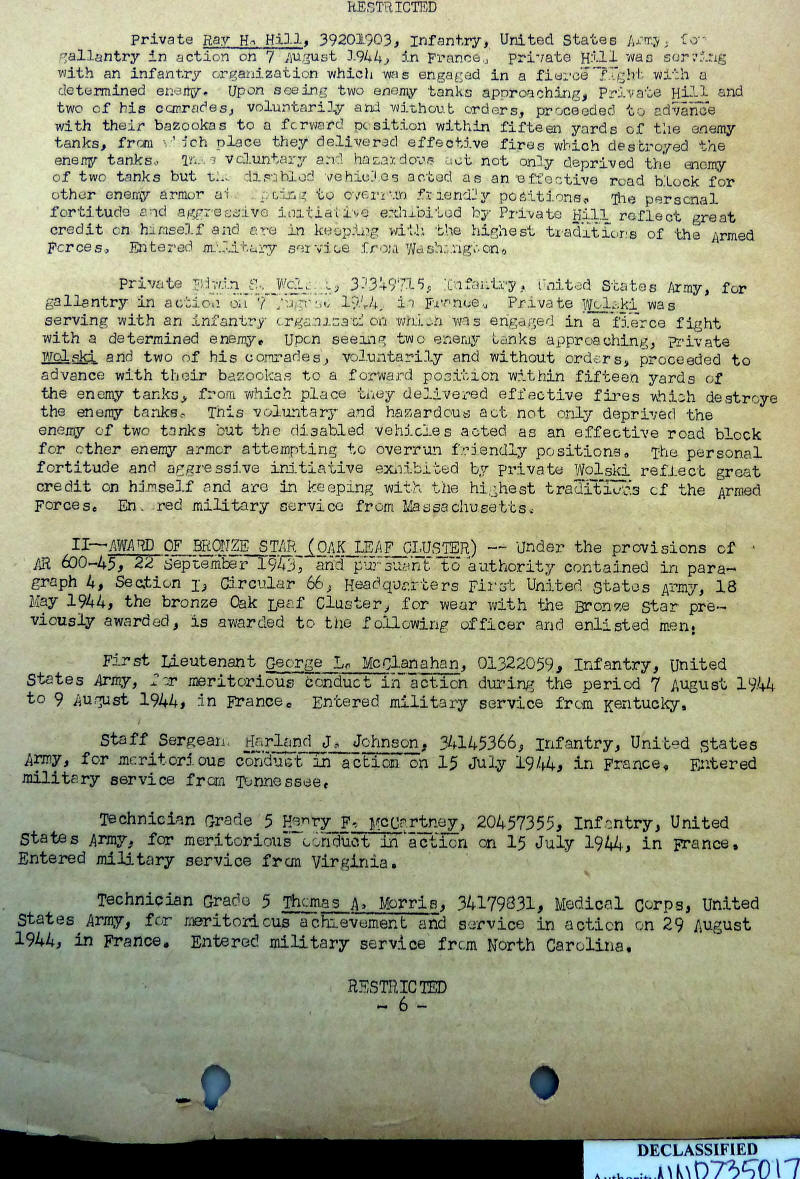 RESTRICTED
Private Ray H. Hill, 39201903, Infantry, United States Army, for
gallantry in action on 7 August 1944, in France. Private Hill was serving
with an infantry organization which was engaged in a fierce fight with a
determined enemy. Upon seeing two enemy tanks approaching, Private Hill and
two of his comrades, voluntarily and without orders, proceeded to advance
with their bazookas to a forward position within fifteen yards of the enemy
tanks, from which place they delivered effective fires which destroyed the
enemy tanks. This voluntary and hazardous act not only deprived the enemy
of two tanks but the disabled vehicles acted as an effective road block for
other enemy armor to overrun friendly positions. The personal
fortitude and aggressive initiative exhibited by Private Hill reflect great
credit on himself and are in keeping with the highest traditions of the Armed
Forces. Entered military service from Washington.
Private Edwin Infantry, United States Army, for
gallantry in action on 7 August 1944, in France. Private Wolski was
serving with an infantry organization which was engaged in a fierce fight
with a determined enemy. Upon seeing two enemy tanks approaching, Private
Wolski and two of his comrades, voluntarily and without orders, proceeded to
advance with their bazookas to a forward position within fifteen yards of
the enemy tanks, from which place they delivered effective fires which destroye
the enemy tanks. This voluntary and hazardous act not only deprived the
enemy of two tanks but the disabled vehicles acted as an effective road block
for other enemy armor attempting to overrun friendly positions. The personal
fortitude and aggressive initiative exhibited by Private Wolski reflect great
credit on himself and are in keeping with the highest traditions of the Armed
Forces. Entered military service from Massachusetts.
II--AWARD OF BRONZE STAR (OAK LEAF CLUSTER) -- Under the provisions of
AR 600-45, 22 September 1943, and pursuant to authority contained in para-
graph 4, Section I, Circular 66, Headquarters First United States Army, 18
May 1944, the bronze Oak Leaf Cluster, for wear with the Bronze Star pre-
viously awarded, is awarded to the following officer and enlisted men:
First Lieutenant George L. McClanahan, 01322059, Infantry, United
States Army, for meritorious conduct in action during the period 7 August 1944
to 9 August 1944, in France. Entered military service from Kentucky.
Staff Sergeant Harland J. Johnson, 34145366, Infantry, United States
Army, for meritorious conduct in action on 15 July 1944, in France. Entered
military service from Tennessee.
Technician Grade 5 Henry F. McCartney, 20457355, Infantry, United
States Army, for meritorious conduct in action on 15 July 1944, in France.
Entered military service from Virginia.
Technician Grade 5 Thomas A. Morris, 34179831, Medical Corps, United
States Army, for meritorious achievement and service in action on 29 August
1944, in France. Entered military service from North Carolina.
RESTRICTED
- 6 -
DECLASSIFIED
Authority NND735017